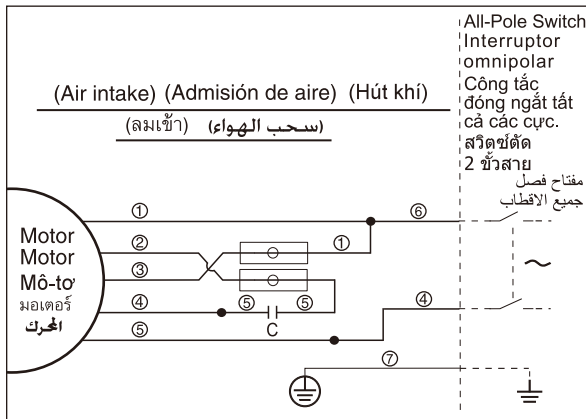 All-Pole Switch
Interruptor
omnipolar
Công tắc
đóng ngắt tất
cả các cực.
สวิตช์ตัด
2 ขั้วสาย
مفتاح فصل
جميع الاقطاب
(Air intake) (Admisión de aire) (Hút khí)
(ลมเข้า) (سحب الهواء)
Motor
Motor
Mô-tơ
มอเตอร์
المحرك
① ⑥
② ①
③
④ ⑤ ⑤ ④
C
⑤
⑦
~